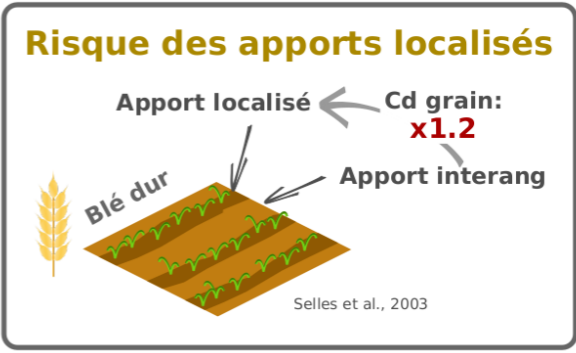 Risque des apports localisés
Apport localisé
Cd grain:
x1.2
Apport interang
Blé dur
Selles et al., 2003